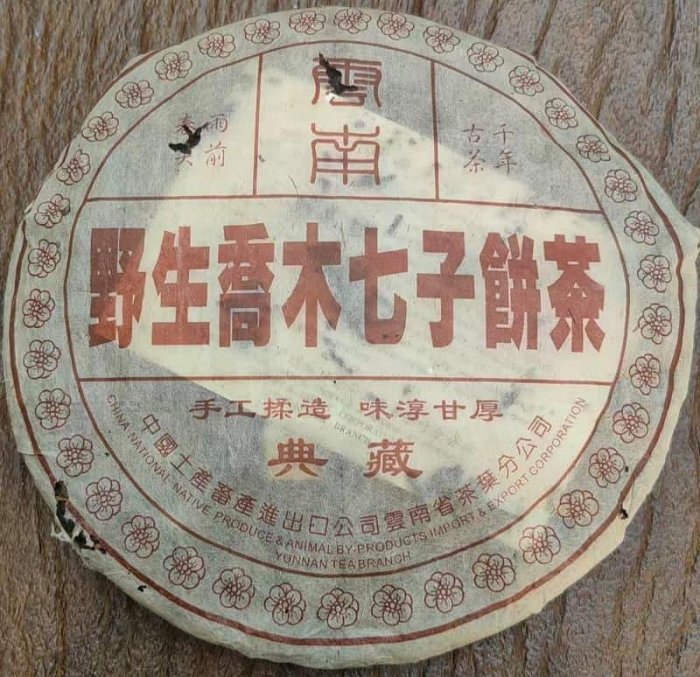 雲南
千年
古茶
雨前
野生喬木七子餅茶
手工揉造 味淳甘厚
典藏
中國土產畜產進出口公司雲南省茶葉分公司
CHINA NATIONAL NATIVE PRODUCE & ANIMAL BY-PRODUCTS IMPORT & EXPORT CORPORATION
YUNNAN TEA BRANCH